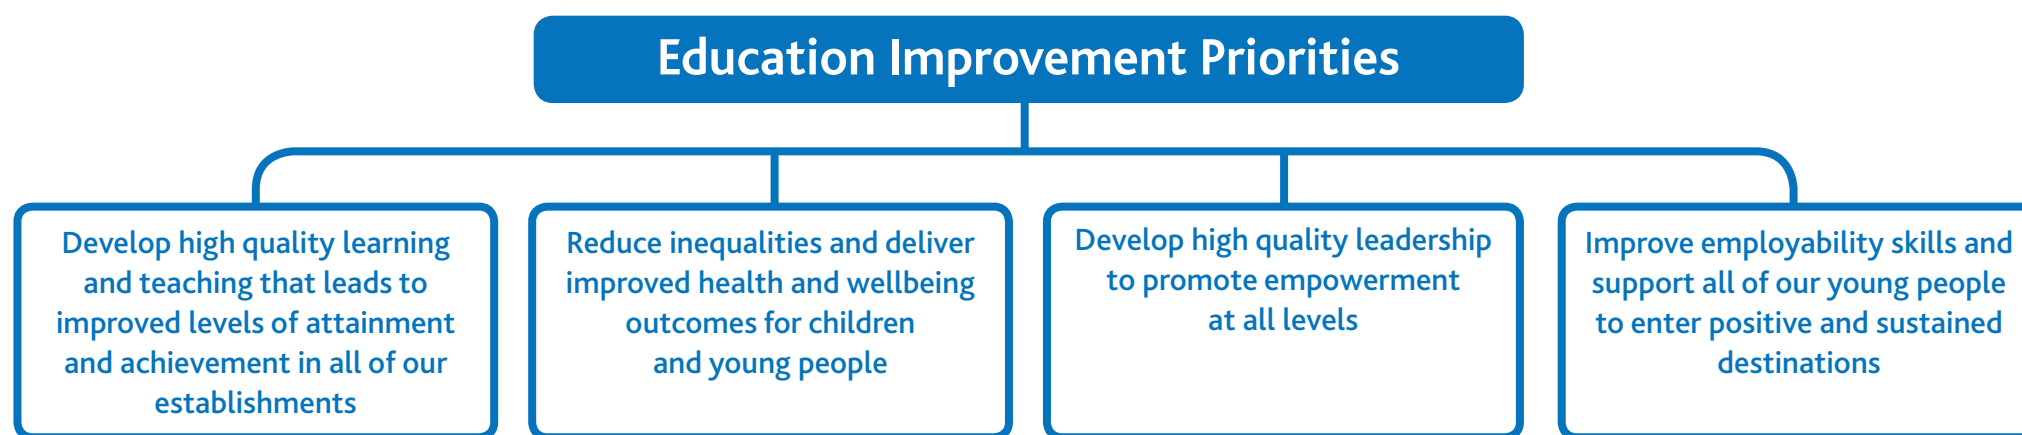 Education Improvement Priorities
Develop high quality learning
and teaching that leads to
improved levels of attainment
and achievement in all of our
establishments
Reduce inequalities and deliver
improved health and wellbeing
outcomes for children
and young people
Develop high quality leadership
to promote empowerment
at all levels
Improve employability skills and
support all of our young people
to enter positive and sustained
destinations